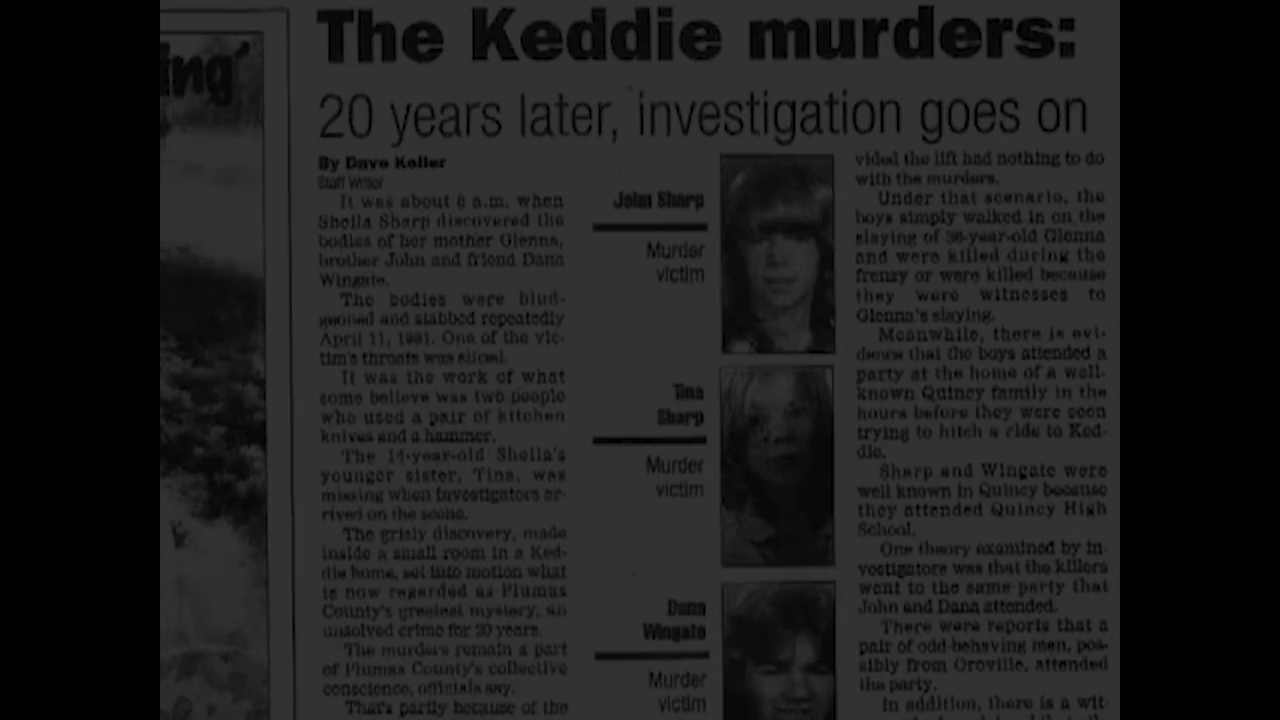 ing'
The Keddie murders:
20 years later, investigation goes on
By Dave Keller
Staff Writer
It was about 8 a.m. when
Sheila Sharp discovered the
bodies of her mother Glenna,
brother John and friend Dana
Wingate.
The bodies were blud-
geoned and stabbed repeatedly
April 11, 1981. One of the vic-
tim's throats was sliced.
It was the work of what
some believe was two people
who used a pair of kitchen
knives and a hammer.
The 14-year-old Sheila's
younger sister, Tina, was
missing when investigators ar-
rived on the scene.
The grisly discovery, made
inside a small room in a Ked-
die home, set into motion what
is now regarded as Plumas
County's greatest mystery, an
unsolved crime for 20 years.
The murders remain a part
of Plumas County's collective
conscience, officials say.
That's partly because of the
John Sharp
Murder
victim
Tina
Sharp
Murder
victim
Dana
Wingate
Murder
victim
vided the lift had nothing to do
with the murders.
Under that scenario, the
boys simply walked in on the
slaying of 36-year-old Glenna
and were killed during the
frenzy or were killed because
they were witnesses to
Glenna's slaying.
Meanwhile, there is evi-
dence that the boys attended a
party at the home of a well-
known Quincy family in the
hours before they were seen
trying to hitch a ride to Ked-
die.
Sharp and Wingate were
well known in Quincy because
they attended Quincy High
School.
One theory examined by in-
vestigators was that the killers
went to the same party that
John and Dana attended.
There were reports that a
pair of odd-behaving men, pos-
sibly from Oroville, attended
the party.
In addition, there is a wit-